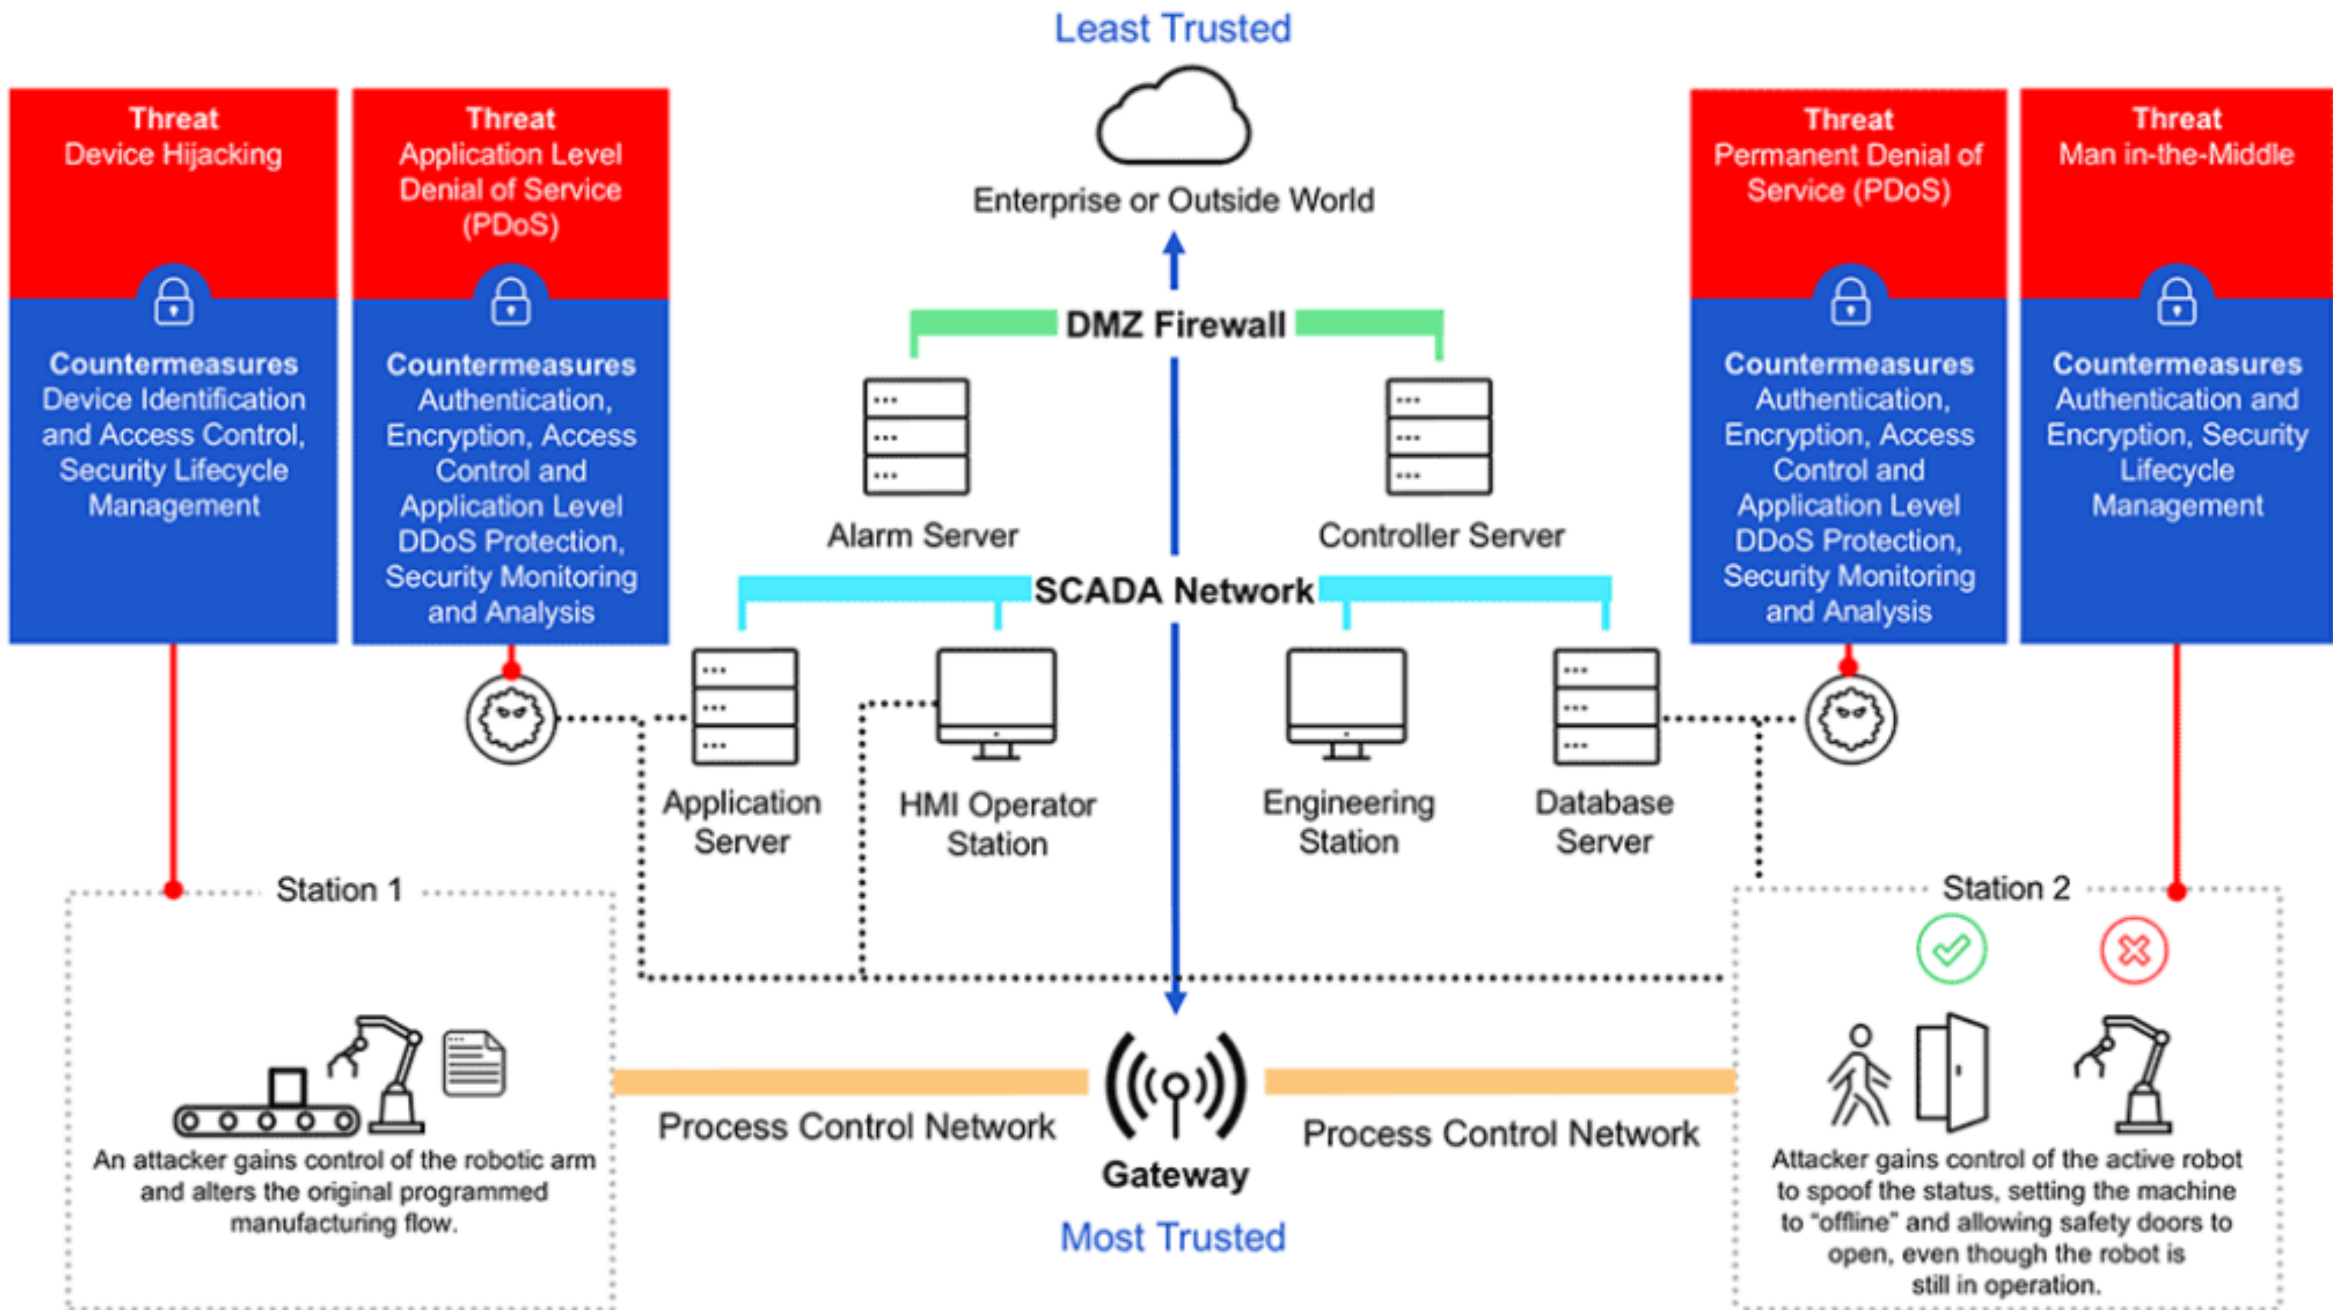 Least Trusted
Enterprise or Outside World
Threat
Device Hijacking
Countermeasures
Device Identification
and Access Control,
Security Lifecycle
Management
Threat
Application Level
Denial of Service
(PDoS)
Countermeasures
Authentication,
Encryption, Access
Control and
Application Level
DDoS Protection,
Security Monitoring
and Analysis
DMZ Firewall
Alarm Server
Controller Server
SCADA Network
Application
Server
HMI Operator
Station
Engineering
Station
Database
Server
Threat
Permanent Denial of
Service (PDoS)
Countermeasures
Authentication,
Encryption, Access
Control and
Application Level
DDoS Protection,
Security Monitoring
and Analysis
Threat
Man in-the-Middle
Countermeasures
Authentication and
Encryption, Security
Lifecycle
Management
Station 1
An attacker gains control of the robotic arm
and alters the original programmed
manufacturing flow.
Process Control Network
Gateway
Most Trusted
Process Control Network
Station 2
Attacker gains control of the active robot
to spoof the status, setting the machine
to “offline” and allowing safety doors to
open, even though the robot is
still in operation.